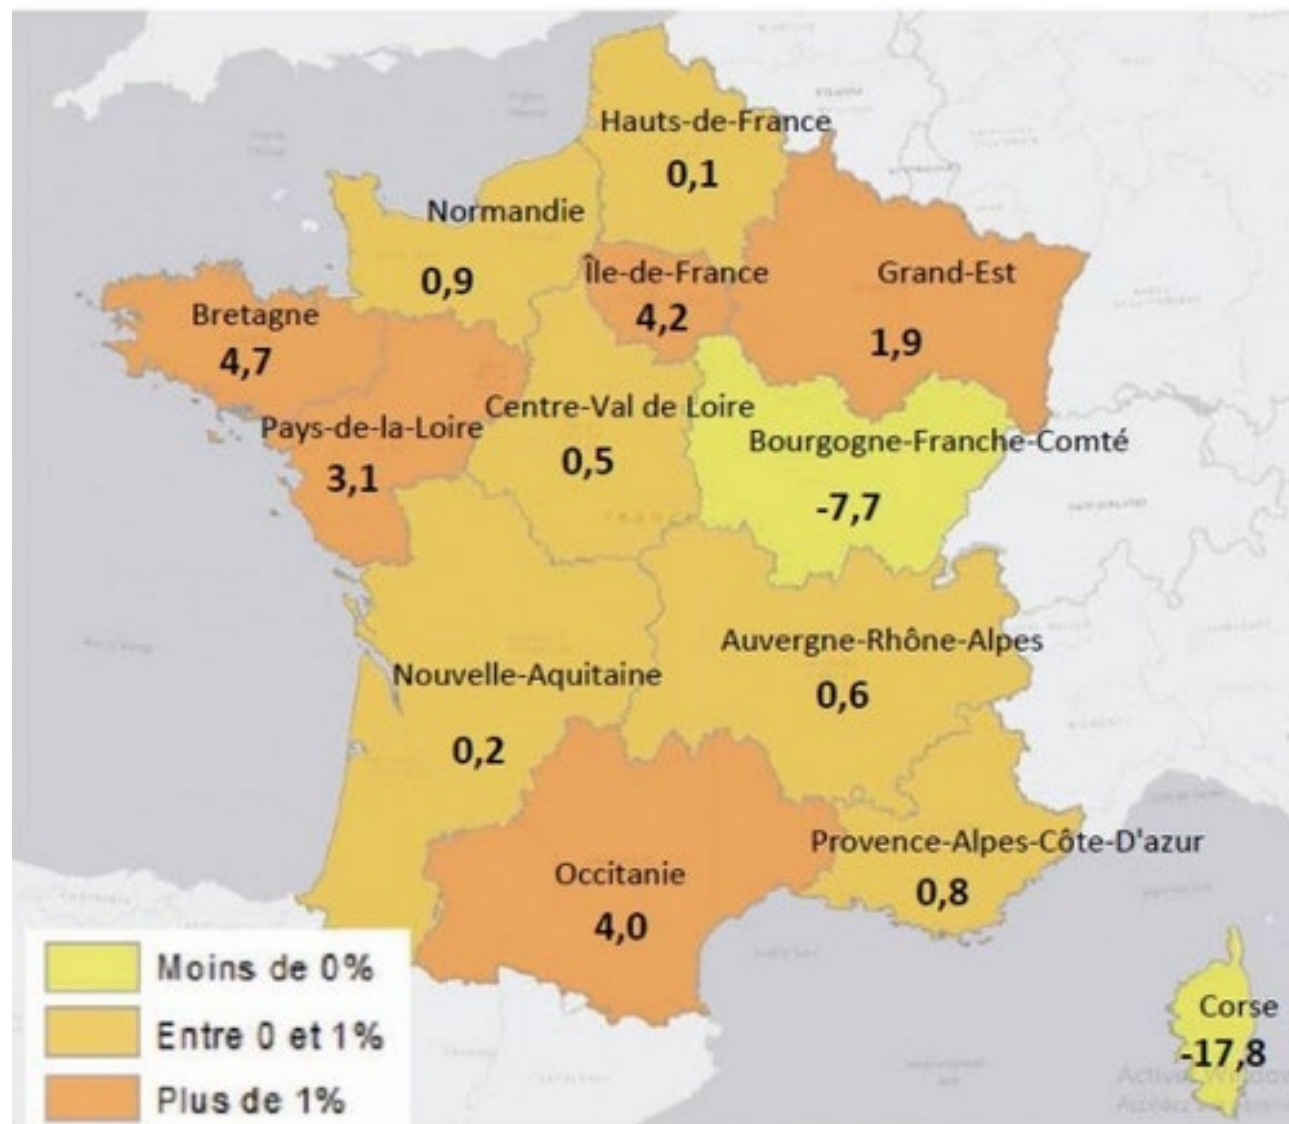 Hauts-de-France
0,1
Normandie
0,9
Île-de-France
4,2
Grand-Est
1,9
Bretagne
4,7
Pays-de-la-Loire
3,1
Centre-Val de Loire
0,5
Bourgogne-Franche-Comté
-7,7
Auvergne-Rhône-Alpes
0,6
Nouvelle-Aquitaine
0,2
Provence-Alpes-Côte-D'azur
0,8
Occitanie
4,0
Corse
-17,8
Moins de 0%
Entre 0 et 1%
Plus de 1%